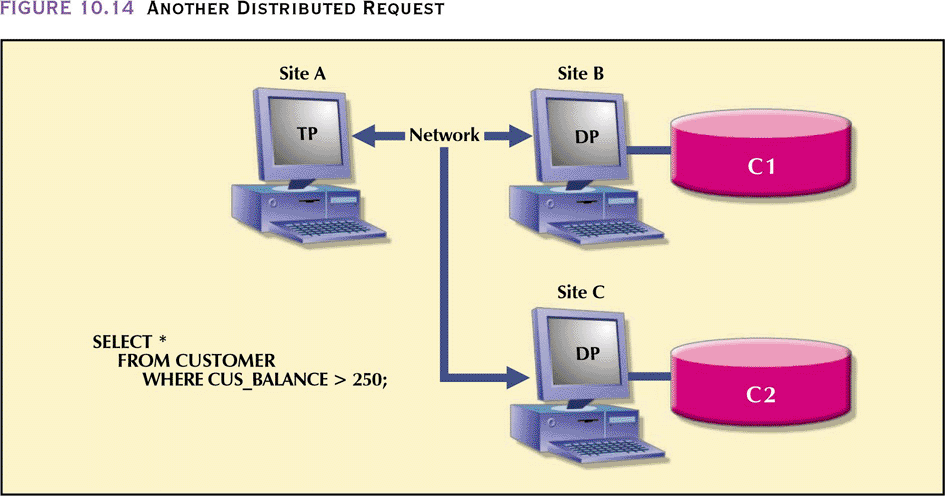 FIGURE 10.14 ANOTHER DISTRIBUTED REQUEST
Site A
Site B
TP
Network
DP
C1
Site C
DP
C2
SELECT *
FROM CUSTOMER
WHERE CUS_BALANCE > 250;